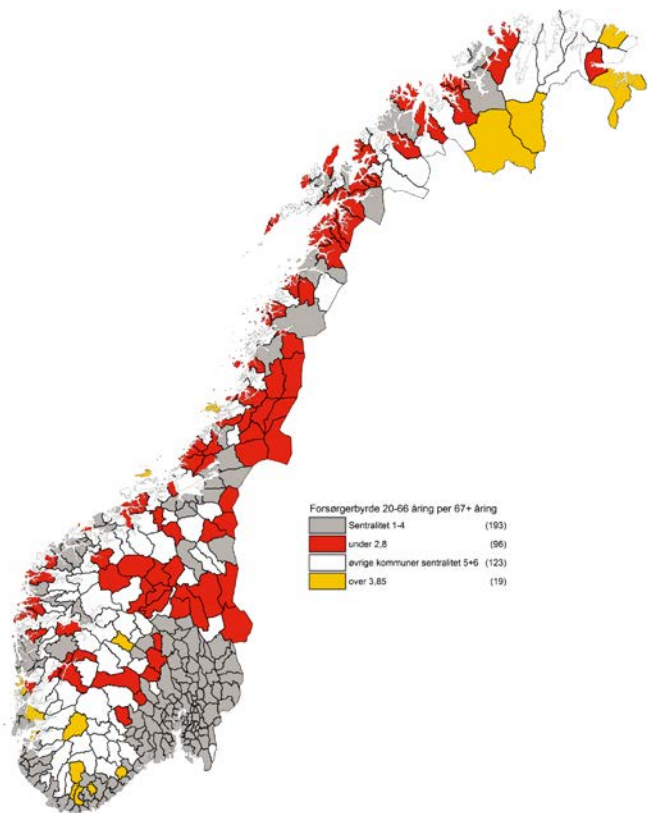 Forsørgerbyrde 20-66 åring per 67+ åring
Sentralitet 1-4 (193)
under 2,8 (96)
øvrige kommuner sentralitet 5+6 (123)
over 3,85 (19)